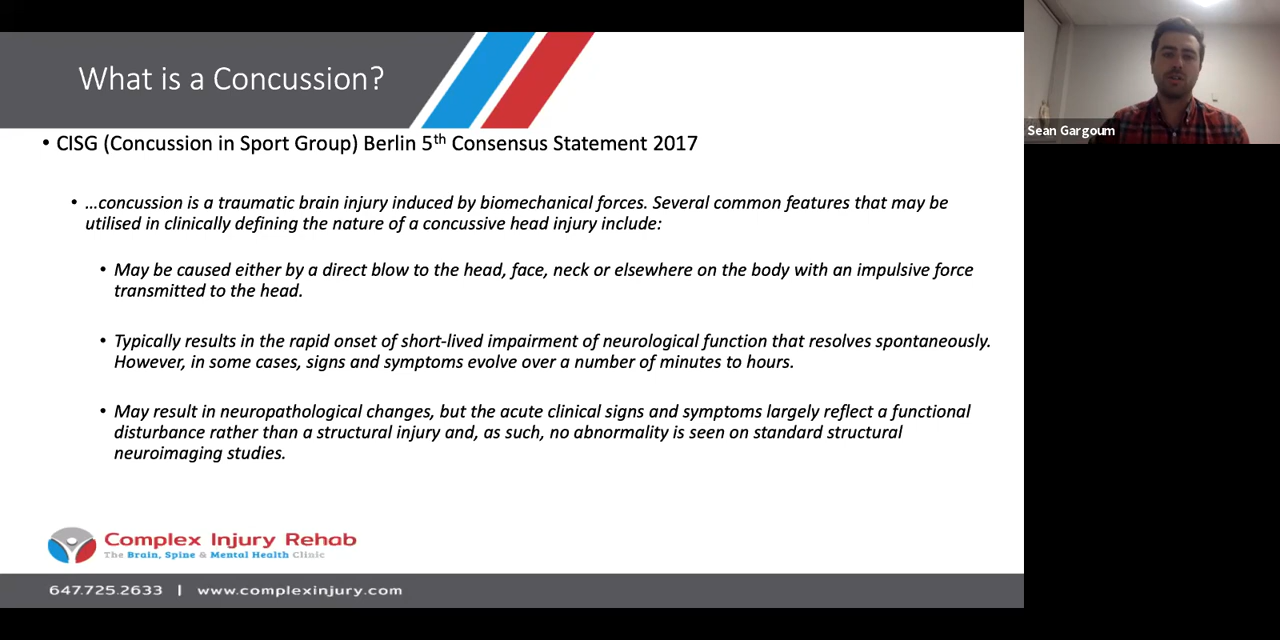 What is a Concussion?
Sean Gargoum
• CISG (Concussion in Sport Group) Berlin 5th Consensus Statement 2017
• …concussion is a traumatic brain injury induced by biomechanical forces. Several common features that may be
utilised in clinically defining the nature of a concussive head injury include:
• May be caused either by a direct blow to the head, face, neck or elsewhere on the body with an impulsive force
transmitted to the head.
• Typically results in the rapid onset of short-lived impairment of neurological function that resolves spontaneously.
However, in some cases, signs and symptoms evolve over a number of minutes to hours.
• May result in neuropathological changes, but the acute clinical signs and symptoms largely reflect a functional
disturbance rather than a structural injury and, as such, no abnormality is seen on standard structural
neuroimaging studies.
Complex Injury Rehab
The Brain, Spine & Mental Health Clinic
647.725.2633 | www.complexinjury.com